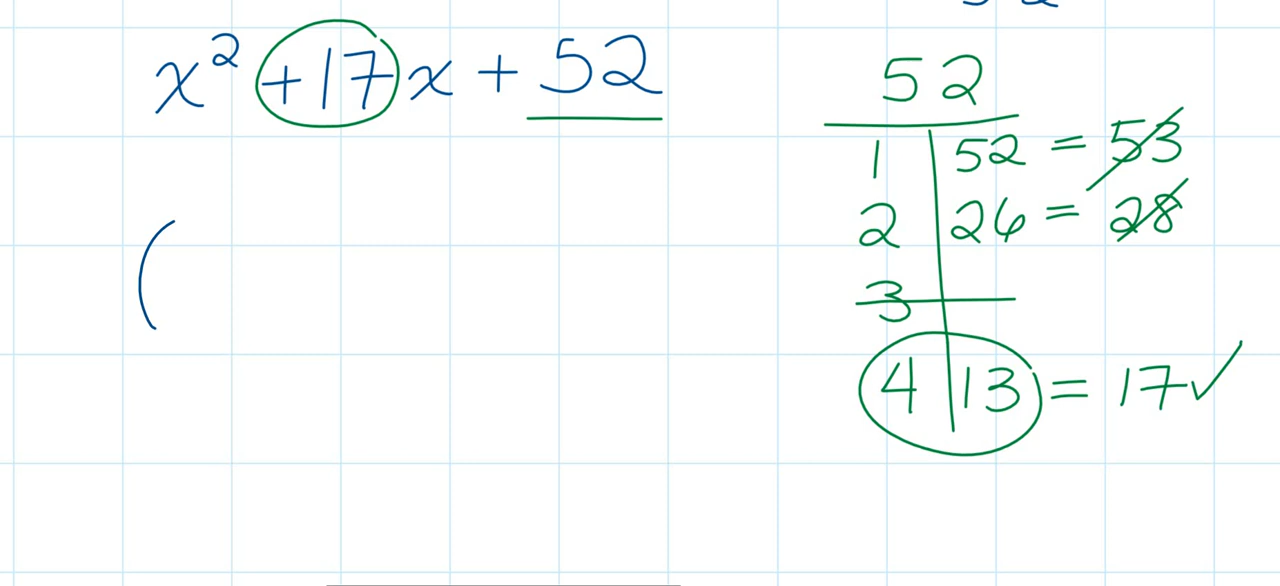 x² +17x + 52
(
52
1 | 52 = 53
2 | 26 = 28
3
4 | 13 = 17✓